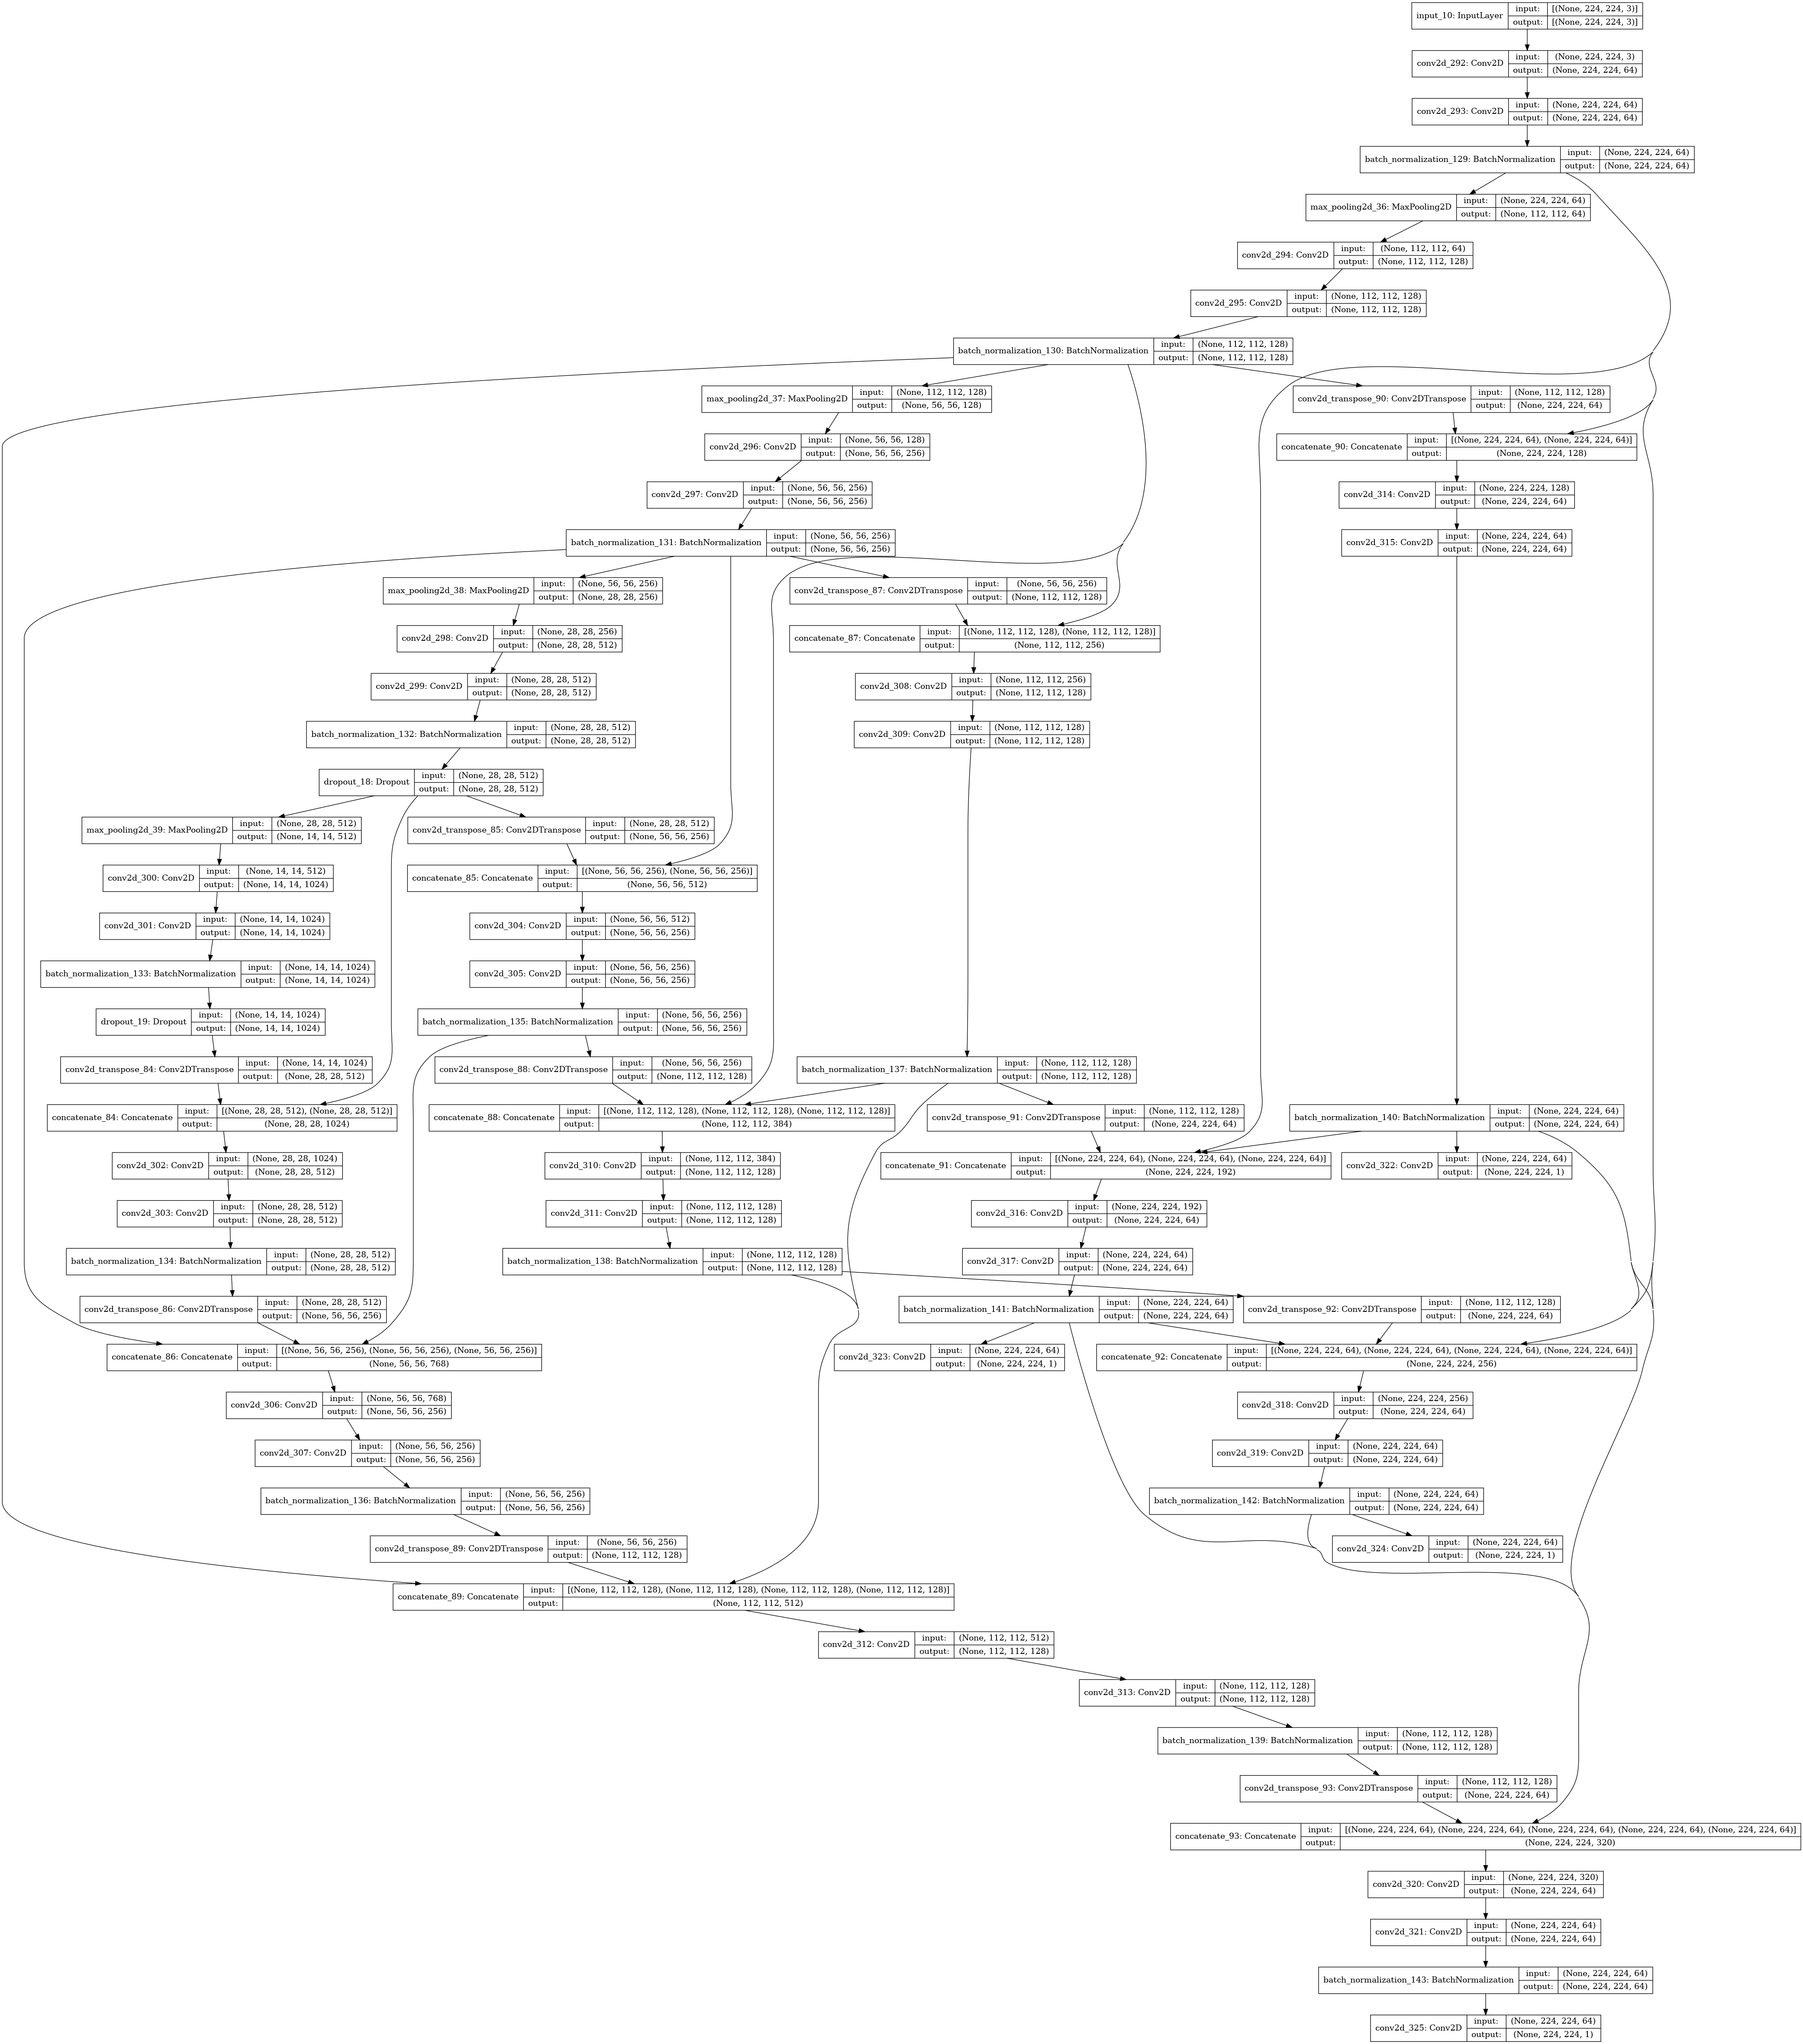 input_10: InputLayer
input: [(None, 224, 224, 3)]
output: [(None, 224, 224, 3)]
conv2d_292: Conv2D
input: (None, 224, 224, 3)
output: (None, 224, 224, 64)
conv2d_293: Conv2D
input: (None, 224, 224, 64)
output: (None, 224, 224, 64)
batch_normalization_129: BatchNormalization
input: (None, 224, 224, 64)
output: (None, 224, 224, 64)
max_pooling2d_36: MaxPooling2D
input: (None, 224, 224, 64)
output: (None, 112, 112, 64)
conv2d_294: Conv2D
input: (None, 112, 112, 64)
output: (None, 112, 112, 128)
conv2d_295: Conv2D
input: (None, 112, 112, 128)
output: (None, 112, 112, 128)
batch_normalization_130: BatchNormalization
input: (None, 112, 112, 128)
output: (None, 112, 112, 128)
max_pooling2d_37: MaxPooling2D
input: (None, 112, 112, 128)
output: (None, 56, 56, 128)
conv2d_transpose_90: Conv2DTranspose
input: (None, 112, 112, 128)
output: (None, 224, 224, 64)
conv2d_296: Conv2D
input: (None, 56, 56, 128)
output: (None, 56, 56, 256)
concatenate_90: Concatenate
input: [(None, 224, 224, 64), (None, 224, 224, 64)]
output: (None, 224, 224, 128)
conv2d_297: Conv2D
input: (None, 56, 56, 256)
output: (None, 56, 56, 256)
conv2d_314: Conv2D
input: (None, 224, 224, 128)
output: (None, 224, 224, 64)
batch_normalization_131: BatchNormalization
input: (None, 56, 56, 256)
output: (None, 56, 56, 256)
conv2d_315: Conv2D
input: (None, 224, 224, 64)
output: (None, 224, 224, 64)
max_pooling2d_38: MaxPooling2D
input: (None, 56, 56, 256)
output: (None, 28, 28, 256)
conv2d_transpose_87: Conv2DTranspose
input: (None, 56, 56, 256)
output: (None, 112, 112, 128)
conv2d_298: Conv2D
input: (None, 28, 28, 256)
output: (None, 28, 28, 512)
concatenate_87: Concatenate
input: [(None, 112, 112, 128), (None, 112, 112, 128)]
output: (None, 112, 112, 256)
conv2d_299: Conv2D
input: (None, 28, 28, 512)
output: (None, 28, 28, 512)
conv2d_308: Conv2D
input: (None, 112, 112, 256)
output: (None, 112, 112, 128)
batch_normalization_132: BatchNormalization
input: (None, 28, 28, 512)
output: (None, 28, 28, 512)
conv2d_309: Conv2D
input: (None, 112, 112, 128)
output: (None, 112, 112, 128)
dropout_18: Dropout
input: (None, 28, 28, 512)
output: (None, 28, 28, 512)
max_pooling2d_39: MaxPooling2D
input: (None, 28, 28, 512)
output: (None, 14, 14, 512)
conv2d_transpose_85: Conv2DTranspose
input: (None, 28, 28, 512)
output: (None, 56, 56, 256)
conv2d_300: Conv2D
input: (None, 14, 14, 512)
output: (None, 14, 14, 1024)
concatenate_85: Concatenate
input: [(None, 56, 56, 256), (None, 56, 56, 256)]
output: (None, 56, 56, 512)
conv2d_301: Conv2D
input: (None, 14, 14, 1024)
output: (None, 14, 14, 1024)
conv2d_304: Conv2D
input: (None, 56, 56, 512)
output: (None, 56, 56, 256)
batch_normalization_133: BatchNormalization
input: (None, 14, 14, 1024)
output: (None, 14, 14, 1024)
conv2d_305: Conv2D
input: (None, 56, 56, 256)
output: (None, 56, 56, 256)
dropout_19: Dropout
input: (None, 14, 14, 1024)
output: (None, 14, 14, 1024)
batch_normalization_135: BatchNormalization
input: (None, 56, 56, 256)
output: (None, 56, 56, 256)
conv2d_transpose_84: Conv2DTranspose
input: (None, 14, 14, 1024)
output: (None, 28, 28, 512)
conv2d_transpose_88: Conv2DTranspose
input: (None, 56, 56, 256)
output: (None, 112, 112, 128)
batch_normalization_137: BatchNormalization
input: (None, 112, 112, 128)
output: (None, 112, 112, 128)
concatenate_84: Concatenate
input: [(None, 28, 28, 512), (None, 28, 28, 512)]
output: (None, 28, 28, 1024)
concatenate_88: Concatenate
input: [(None, 112, 112, 128), (None, 112, 112, 128), (None, 112, 112, 128)]
output: (None, 112, 112, 384)
conv2d_transpose_91: Conv2DTranspose
input: (None, 112, 112, 128)
output: (None, 224, 224, 64)
batch_normalization_140: BatchNormalization
input: (None, 224, 224, 64)
output: (None, 224, 224, 64)
conv2d_302: Conv2D
input: (None, 28, 28, 1024)
output: (None, 28, 28, 512)
conv2d_310: Conv2D
input: (None, 112, 112, 384)
output: (None, 112, 112, 128)
concatenate_91: Concatenate
input: [(None, 224, 224, 64), (None, 224, 224, 64), (None, 224, 224, 64)]
output: (None, 224, 224, 192)
conv2d_322: Conv2D
input: (None, 224, 224, 64)
output: (None, 224, 224, 1)
conv2d_303: Conv2D
input: (None, 28, 28, 512)
output: (None, 28, 28, 512)
conv2d_311: Conv2D
input: (None, 112, 112, 128)
output: (None, 112, 112, 128)
conv2d_316: Conv2D
input: (None, 224, 224, 192)
output: (None, 224, 224, 64)
batch_normalization_134: BatchNormalization
input: (None, 28, 28, 512)
output: (None, 28, 28, 512)
batch_normalization_138: BatchNormalization
input: (None, 112, 112, 128)
output: (None, 112, 112, 128)
conv2d_317: Conv2D
input: (None, 224, 224, 64)
output: (None, 224, 224, 64)
conv2d_transpose_86: Conv2DTranspose
input: (None, 28, 28, 512)
output: (None, 56, 56, 256)
batch_normalization_141: BatchNormalization
input: (None, 224, 224, 64)
output: (None, 224, 224, 64)
conv2d_transpose_92: Conv2DTranspose
input: (None, 112, 112, 128)
output: (None, 224, 224, 64)
concatenate_86: Concatenate
input: [(None, 56, 56, 256), (None, 56, 56, 256), (None, 56, 56, 256)]
output: (None, 56, 56, 768)
conv2d_323: Conv2D
input: (None, 224, 224, 64)
output: (None, 224, 224, 1)
concatenate_92: Concatenate
input: [(None, 224, 224, 64), (None, 224, 224, 64), (None, 224, 224, 64), (None, 224, 224, 64)]
output: (None, 224, 224, 256)
conv2d_306: Conv2D
input: (None, 56, 56, 768)
output: (None, 56, 56, 256)
conv2d_318: Conv2D
input: (None, 224, 224, 256)
output: (None, 224, 224, 64)
conv2d_307: Conv2D
input: (None, 56, 56, 256)
output: (None, 56, 56, 256)
conv2d_319: Conv2D
input: (None, 224, 224, 64)
output: (None, 224, 224, 64)
batch_normalization_136: BatchNormalization
input: (None, 56, 56, 256)
output: (None, 56, 56, 256)
batch_normalization_142: BatchNormalization
input: (None, 224, 224, 64)
output: (None, 224, 224, 64)
conv2d_transpose_89: Conv2DTranspose
input: (None, 56, 56, 256)
output: (None, 112, 112, 128)
conv2d_324: Conv2D
input: (None, 224, 224, 64)
output: (None, 224, 224, 1)
concatenate_89: Concatenate
input: [(None, 112, 112, 128), (None, 112, 112, 128), (None, 112, 112, 128), (None, 112, 112, 128)]
output: (None, 112, 112, 512)
conv2d_312: Conv2D
input: (None, 112, 112, 512)
output: (None, 112, 112, 128)
conv2d_313: Conv2D
input: (None, 112, 112, 128)
output: (None, 112, 112, 128)
batch_normalization_139: BatchNormalization
input: (None, 112, 112, 128)
output: (None, 112, 112, 128)
conv2d_transpose_93: Conv2DTranspose
input: (None, 112, 112, 128)
output: (None, 224, 224, 64)
concatenate_93: Concatenate
input: [(None, 224, 224, 64), (None, 224, 224, 64), (None, 224, 224, 64), (None, 224, 224, 64), (None, 224, 224, 64)]
output: (None, 224, 224, 320)
conv2d_320: Conv2D
input: (None, 224, 224, 320)
output: (None, 224, 224, 64)
conv2d_321: Conv2D
input: (None, 224, 224, 64)
output: (None, 224, 224, 64)
batch_normalization_143: BatchNormalization
input: (None, 224, 224, 64)
output: (None, 224, 224, 64)
conv2d_325: Conv2D
input: (None, 224, 224, 64)
output: (None, 224, 224, 1)